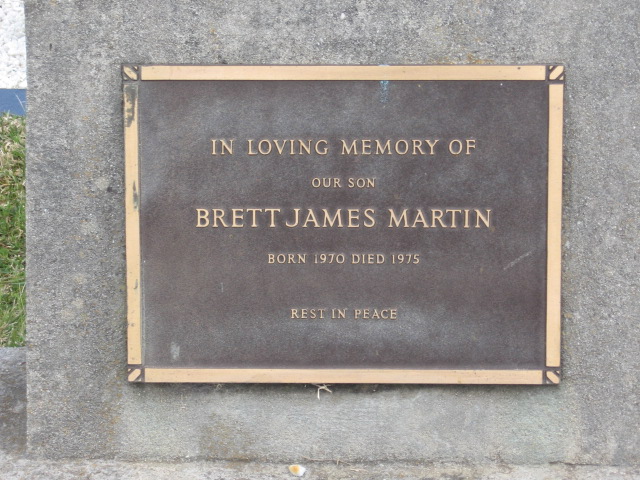 IN LOVING MEMORY OF
OUR SON
BRETT JAMES MARTIN
BORN 1970 DIED 1975
REST IN PEACE